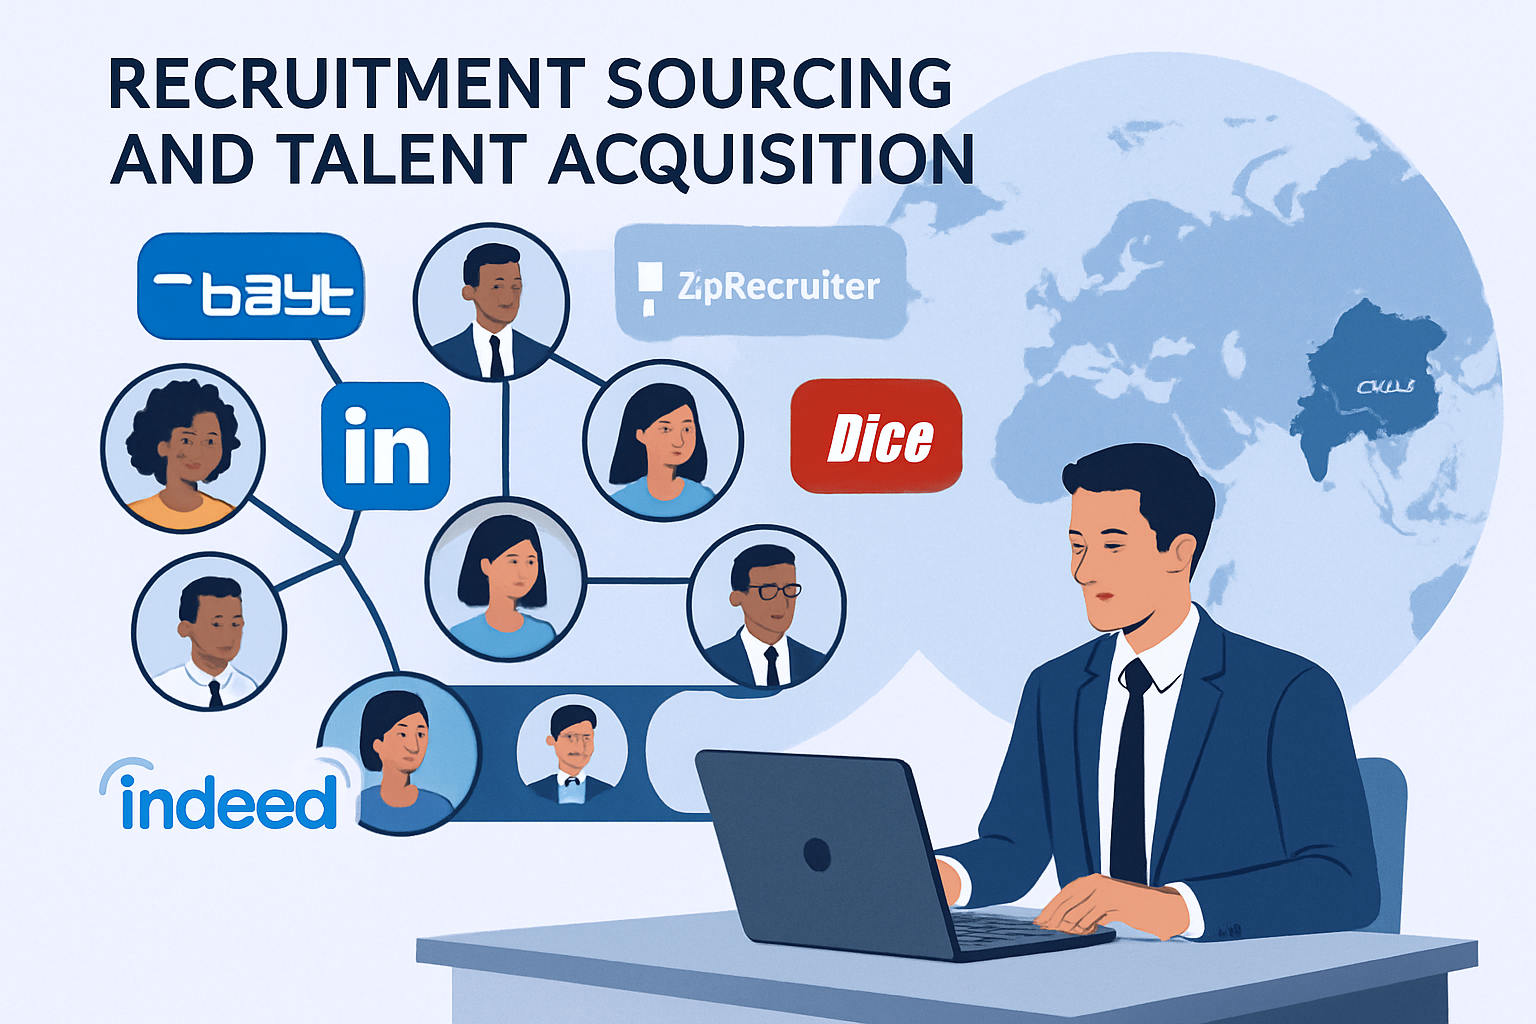 RECRUITMENT SOURCING
AND TALENT ACQUISITION
bayt
ZipRecruiter
in
Dice
indeed